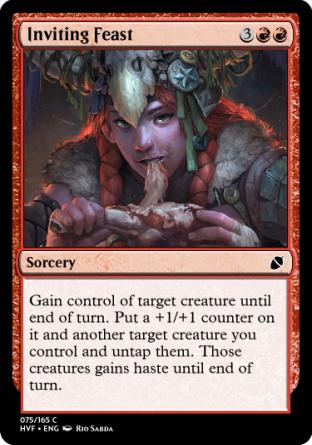 Inviting Feast 3
Sorcery
Gain control of target creature until
end of turn. Put a +1/+1 counter on
it and another target creature you
control and untap them. Those
creatures gains haste until end of
turn.
075/165 C
HVF • ENG Rio Sabda